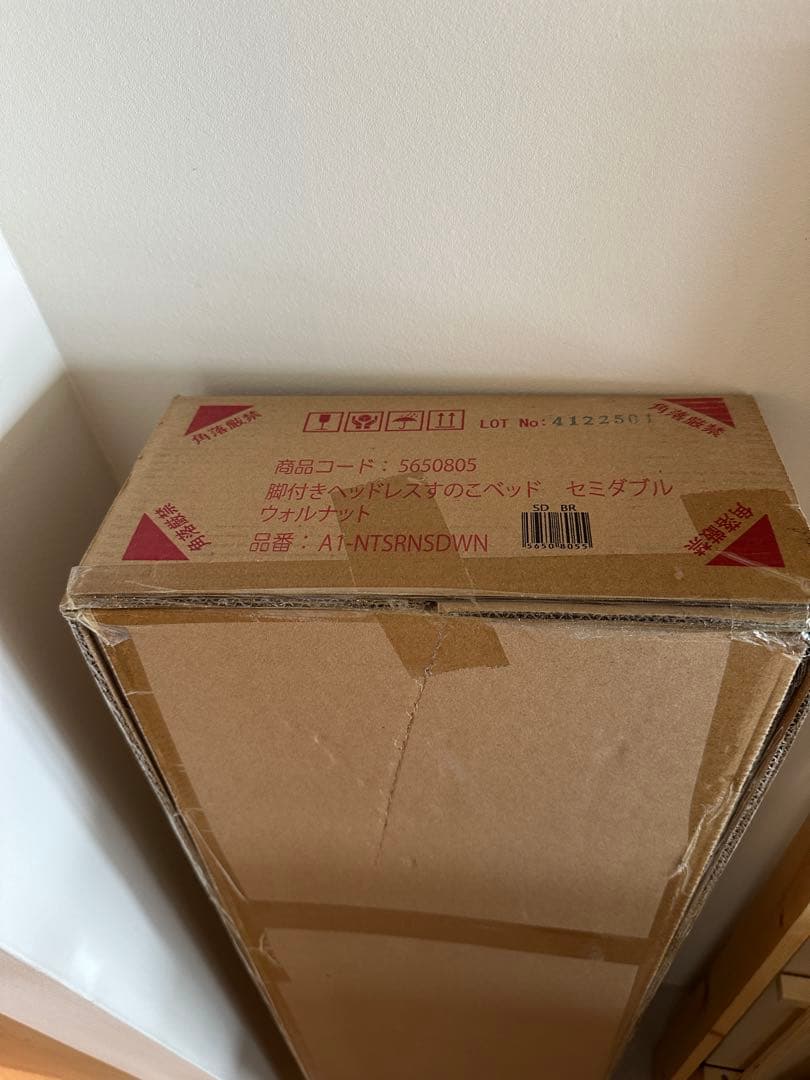 角落厳禁
LOT No: 4122501
角落厳禁
商品コード：5650805
脚付きヘッドレスすのこベッド　セミダブル
ウォルナット
SD BR
5650 8055
角落厳禁
品番：A1-NTSRNSDWN
角落厳禁